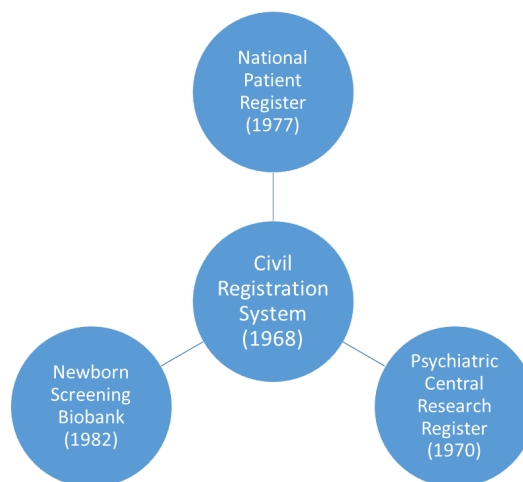 National
Patient
Register
(1977)
Civil
Registration
System
(1968)
Newborn
Screening
Biobank
(1982)
Psychiatric
Central
Research
Register
(1970)